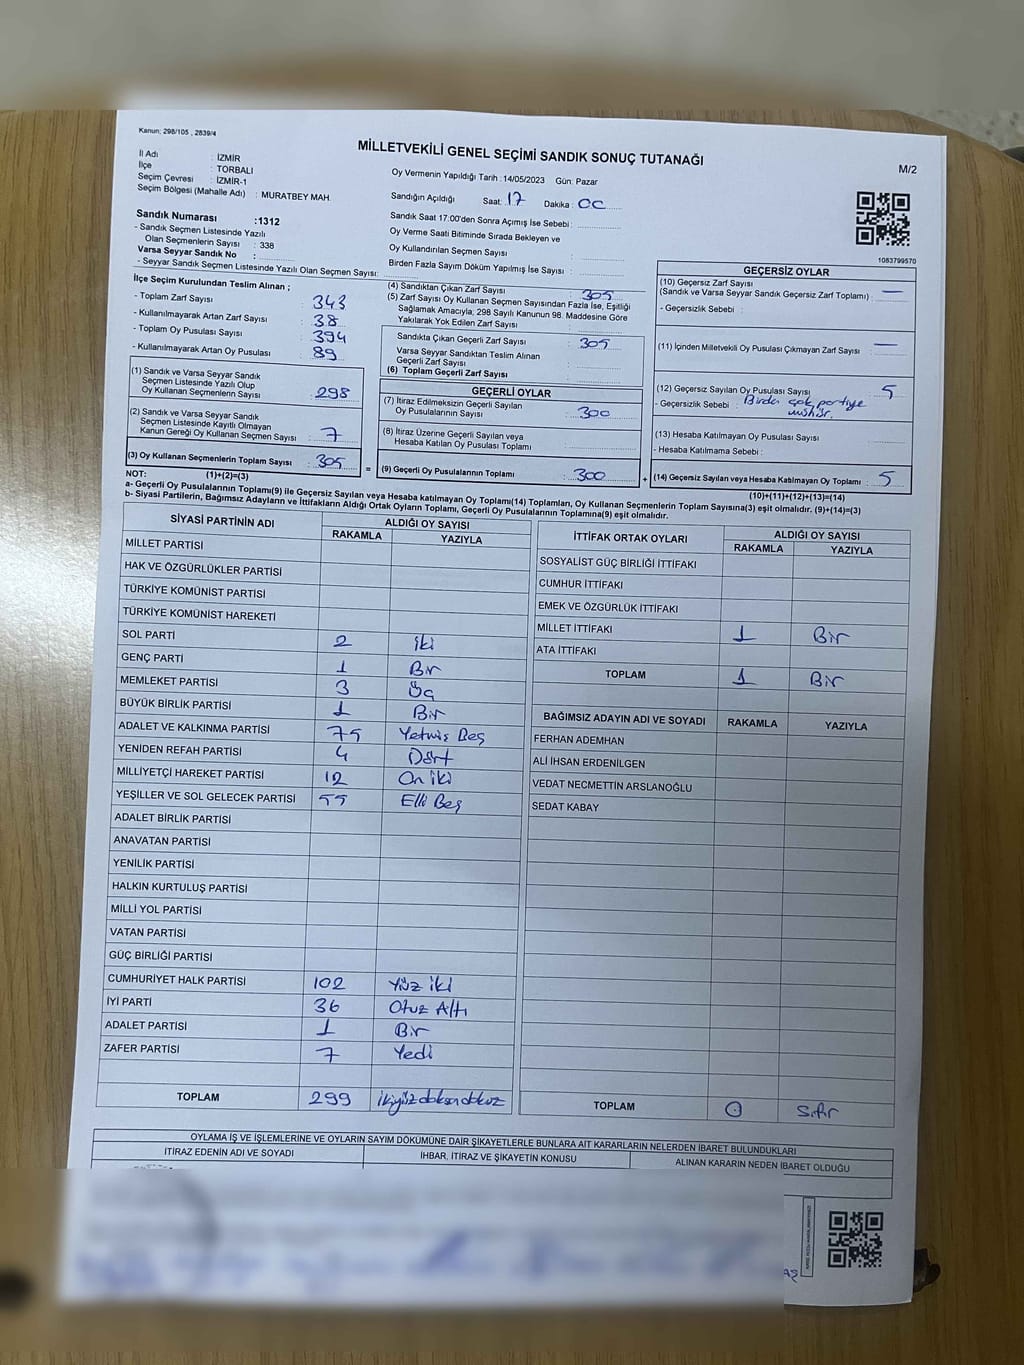 Kanun: 298/105 , 2839/4
MİLLETVEKİLİ GENEL SEÇİMİ SANDIK SONUÇ TUTANAĞI
M/2
İl Adı : İZMİR
İlçe : TORBALI
Seçim Çevresi : İZMİR-1
Seçim Bölgesi (Mahalle Adı) : MURATBEY MAH.
Oy Vermenin Yapıldığı Tarih : 14/05/2023 Gün: Pazar
Sandığın Açıldığı Saat: 17 Dakika : 00
Sandık Saat 17:00'den Sonra Açımış İse Sebebi :
Oy Verme Saati Bitiminde Sırada Bekleyen ve
Oy Kullandırılan Seçmen Sayısı :
Birden Fazla Sayım Döküm Yapılmış İse Sayısı :
Sandık Numarası :1312
- Sandık Seçmen Listesinde Yazılı
Olan Seçmenlerin Sayısı : 338
Varsa Seyyar Sandık No :
- Seyyar Sandık Seçmen Listesinde Yazılı Olan Seçmen Sayısı:
1083799570
İlçe Seçim Kurulundan Teslim Alınan ;
- Toplam Zarf Sayısı : 343
- Kullanılmayarak Artan Zarf Sayısı : 38
- Toplam Oy Pusulası Sayısı : 394
- Kullanılmayarak Artan Oy Pusulası : 89
(1) Sandık ve Varsa Seyyar Sandık
Seçmen Listesinde Yazılı Olup
Oy Kullanan Seçmenlerin Sayısı : 298
(2) Sandık ve Varsa Seyyar Sandık
Seçmen Listesinde Kayıtlı Olmayan
Kanun Gereği Oy Kullanan Seçmen Sayısı : 7
(3) Oy Kullanan Seçmenlerin Toplam Sayısı : 305
(4) Sandıktan Çıkan Zarf Sayısı : 305
(5) Zarf Sayısı Oy Kullanan Seçmen Sayısından Fazla İse, Eşitliği
Sağlamak Amacıyla; 298 Sayılı Kanunun 98. Maddesine Göre
Yakılarak Yok Edilen Zarf Sayısı :
Sandıkta Çıkan Geçerli Zarf Sayısı : 305
Varsa Seyyar Sandıktan Teslim Alınan
Geçerli Zarf Sayısı :
(6) Toplam Geçerli Zarf Sayısı :
GEÇERLİ OYLAR
(7) İtiraz Edilmeksizin Geçerli Sayılan
Oy Pusulalarının Sayısı : 300
(8) İtiraz Üzerine Geçerli Sayılan veya
Hesaba Katılan Oy Pusulası Toplamı :
= (9) Geçerli Oy Pusulalarının Toplamı : 300
GEÇERSİZ OYLAR
(10) Geçersiz Zarf Sayısı
(Sandık ve Varsa Seyyar Sandık Geçersiz Zarf Toplamı) : —
- Geçersizlik Sebebi :
(11) İçinden Milletvekili Oy Pusulası Çıkmayan Zarf Sayısı : —
(12) Geçersiz Sayılan Oy Pusulası Sayısı : 5
- Geçersizlik Sebebi : Birden çok partiye
mühür.
(13) Hesaba Katılmayan Oy Pusulası Sayısı :
- Hesaba Katılmama Sebebi :
+ (14) Geçersiz Sayılan veya Hesaba Katılmayan Oy Toplamı : 5
NOT: (1)+(2)=(3)
(10)+(11)+(12)+(13)=(14)
a- Geçerli Oy Pusulalarının Toplamı(9) ile Geçersiz Sayılan veya Hesaba katılmayan Oy Toplamı(14) Toplamları, Oy Kullanan Seçmenlerin Toplam Sayısına(3) eşit olmalıdır. (9)+(14)=(3)
b- Siyasi Partilerin, Bağımsız Adayların ve İttifakların Aldığı Ortak Oyların Toplamı, Geçerli Oy Pusulalarının Toplamına(9) eşit olmalıdır.
SİYASİ PARTİNİN ADI ALDIĞI OY SAYISI
RAKAMLA YAZIYLA
MİLLET PARTİSİ
HAK VE ÖZGÜRLÜKLER PARTİSİ
TÜRKİYE KOMÜNİST PARTİSİ
TÜRKİYE KOMÜNİST HAREKETİ
SOL PARTİ 2 iki
GENÇ PARTİ 1 Bir
MEMLEKET PARTİSİ 3 Üç
BÜYÜK BİRLİK PARTİSİ 1 Bir
ADALET VE KALKINMA PARTİSİ 75 Yetmiş Beş
YENİDEN REFAH PARTİSİ 4 Dört
MİLLİYETÇİ HAREKET PARTİSİ 12 On iki
YEŞİLLER VE SOL GELECEK PARTİSİ 55 Elli Beş
ADALET BİRLİK PARTİSİ
ANAVATAN PARTİSİ
YENİLİK PARTİSİ
HALKIN KURTULUŞ PARTİSİ
MİLLİ YOL PARTİSİ
VATAN PARTİSİ
GÜÇ BİRLİĞİ PARTİSİ
CUMHURİYET HALK PARTİSİ 102 Yüz iki
İYİ PARTİ 36 Otuz Altı
ADALET PARTİSİ 1 Bir
ZAFER PARTİSİ 7 Yedi
TOPLAM 299 ikiyüzdoksandokuz
İTTİFAK ORTAK OYLARI ALDIĞI OY SAYISI
RAKAMLA YAZIYLA
SOSYALİST GÜÇ BİRLİĞİ İTTİFAKI
CUMHUR İTTİFAKI
EMEK VE ÖZGÜRLÜK İTTİFAKI
MİLLET İTTİFAKI 1 Bir
ATA İTTİFAKI
TOPLAM 1 Bir
BAĞIMSIZ ADAYIN ADI VE SOYADI RAKAMLA YAZIYLA
FERHAN ADEMHAN
ALİ İHSAN ERDENİLGEN
VEDAT NECMETTİN ARSLANOĞLU
SEDAT KABAY
TOPLAM 0 Sıfır
OYLAMA İŞ VE İŞLEMLERİNE VE OYLARIN SAYIM DÖKÜMÜNE DAİR ŞİKAYETLERLE BUNLARA AİT KARARLARIN NELERDEN İBARET BULUNDUKLARI
İTİRAZ EDENİN ADI VE SOYADI İHBAR, İTİRAZ VE ŞİKAYETİN KONUSU ALINAN KARARIN NEDEN İBARET OLDUĞU